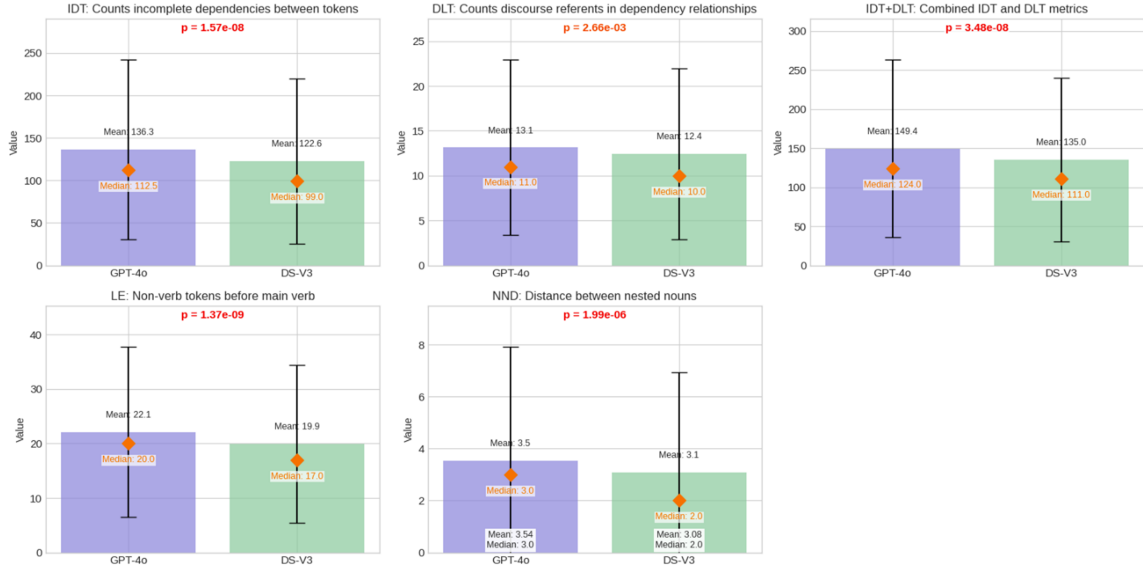 IDT: Counts incomplete dependencies between tokens
p = 1.57e-08
250
200
150
100
50
0
Value
Mean: 136.3
Median: 112.5
Mean: 122.6
Median: 99.0
GPT-4o
DS-V3
DLT: Counts discourse referents in dependency relationships
p = 2.66e-03
25
20
15
10
5
0
Value
Mean: 13.1
Median: 11.0
Mean: 12.4
Median: 10.0
GPT-4o
DS-V3
IDT+DLT: Combined IDT and DLT metrics
p = 3.48e-08
300
250
200
150
100
50
0
Value
Mean: 149.4
Median: 124.0
Mean: 135.0
Median: 111.0
GPT-4o
DS-V3
LE: Non-verb tokens before main verb
p = 1.37e-09
40
30
20
10
0
Value
Mean: 22.1
Median: 20.0
Mean: 19.9
Median: 17.0
GPT-4o
DS-V3
NND: Distance between nested nouns
p = 1.99e-06
8
6
4
2
0
Value
Mean: 3.5
Median: 3.0
Mean: 3.54
Median: 3.0
Mean: 3.1
Median: 2.0
Mean: 3.08
Median: 2.0
GPT-4o
DS-V3